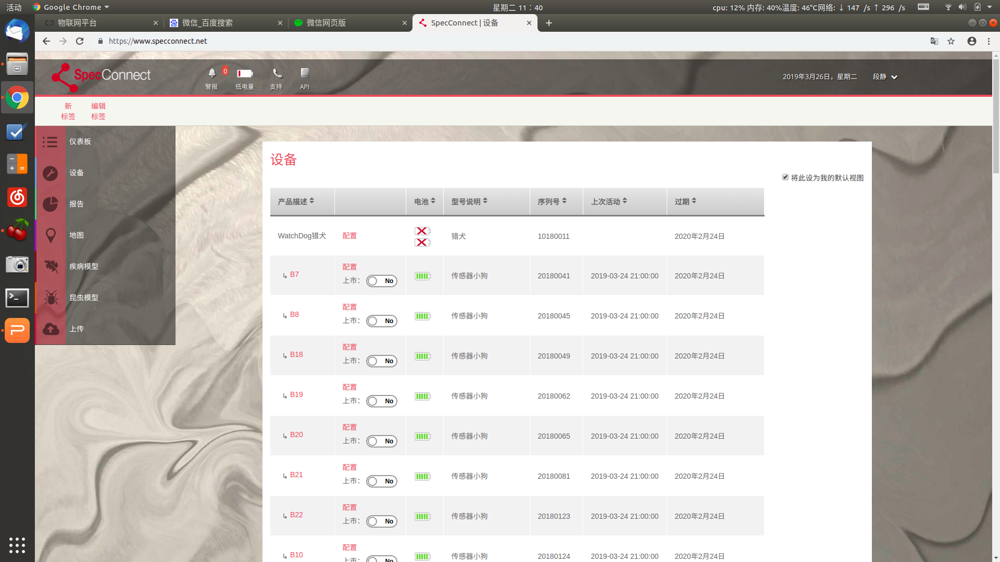 活动 Google Chrome 星期二 11：40 cpu: 12% 内存: 40%温度: 46℃网络: ↓ 147 /s ↑ 296 /s
物联网平台 微信_百度搜索 微信网页版 SpecConnect | 设备
https://www.specconnect.net
SpecConnect 警报 0 低电量 支持 API 2019年3月26日，星期二 段静
新 标签 编辑 标签
仪表板
设备
报告
地图
疾病模型
昆虫模型
上传
设备
将此设为我的默认视图
产品描述 电池 型号说明 序列号 上次活动 过期
WatchDog猎犬 配置 猎犬 10180011 2020年2月24日
↳ B7 配置 上市： No 传感器小狗 20180041 2019-03-24 21:00:00 2020年2月24日
↳ B8 配置 上市： No 传感器小狗 20180045 2019-03-24 21:00:00 2020年2月24日
↳ B18 配置 上市： No 传感器小狗 20180049 2019-03-24 21:00:00 2020年2月24日
↳ B19 配置 上市： No 传感器小狗 20180062 2019-03-24 21:00:00 2020年2月24日
↳ B20 配置 上市： No 传感器小狗 20180065 2019-03-24 21:00:00 2020年2月24日
↳ B21 配置 上市： No 传感器小狗 20180081 2019-03-24 21:00:00 2020年2月24日
↳ B22 配置 上市： No 传感器小狗 20180123 2019-03-24 21:00:00 2020年2月24日
↳ B10 配置 上市： No 传感器小狗 20180124 2019-03-24 21:00:00 2020年2月24日